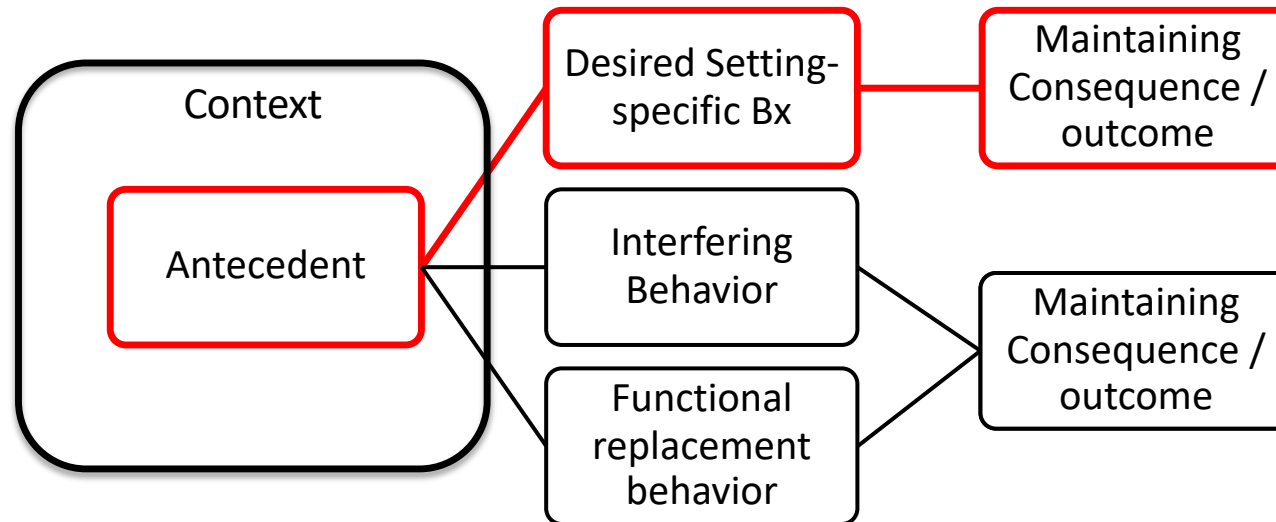 Context
Antecedent
Desired Setting-
specific Bx
Maintaining
Consequence /
outcome
Interfering
Behavior
Functional
replacement
behavior
Maintaining
Consequence /
outcome